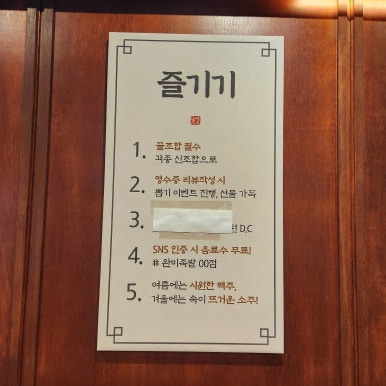 즐기기
1. 꿀조합 필수
각종 신조합으로
2. 영수증 리뷰작성 시
뽑기 이벤트 진행, 선물 가득
3.
D,C
4. SNS 인증 시 음료수 무료!
# 완미족발 00점
5. 여름에는 시원한 맥주,
겨울에는 속이 뜨거운 소주!